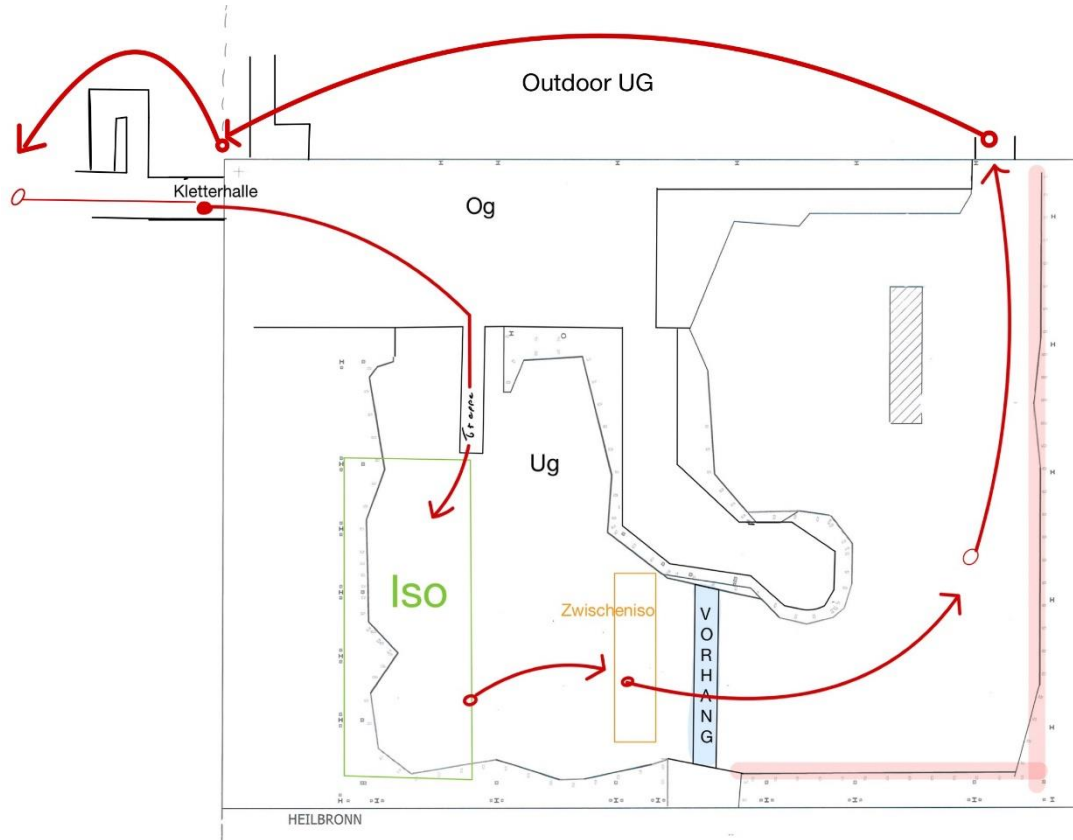 Outdoor UG
Kletterhalle
Og
Treppe
Ug
Iso
Zwischeniso
VORHANG
HEILBRONN